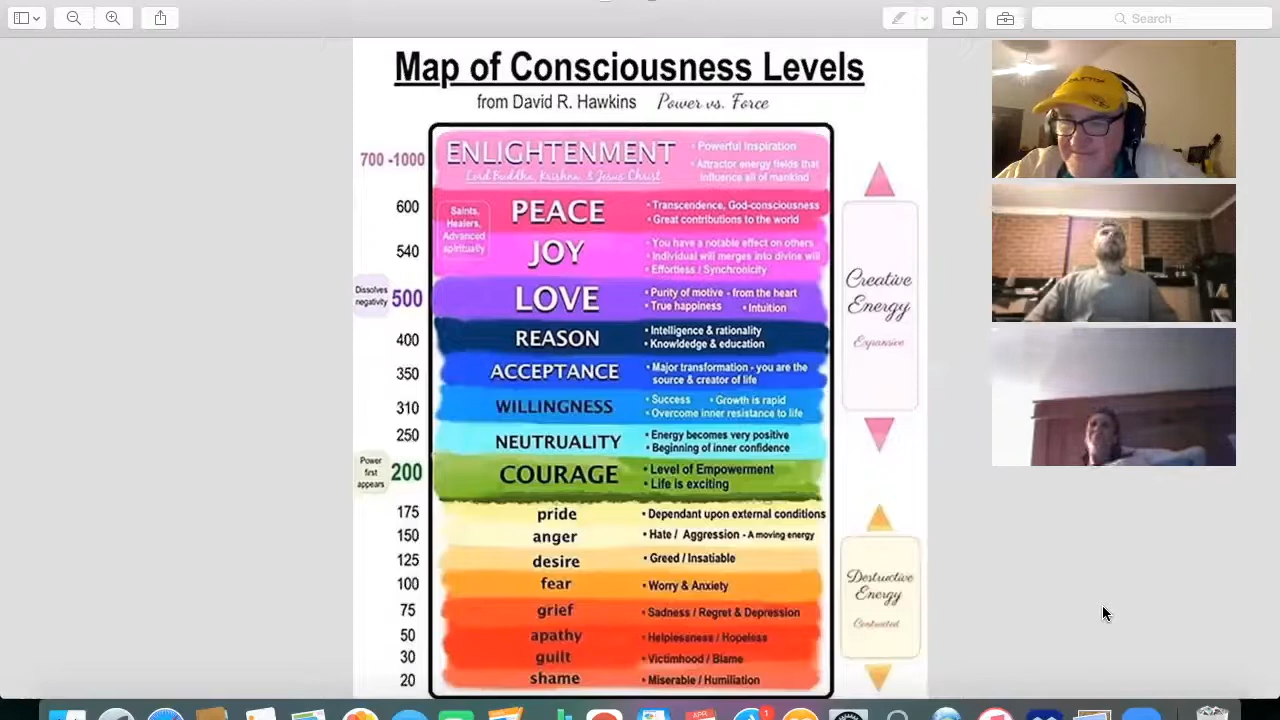 Search
Map of Consciousness Levels
from David R. Hawkins Power vs. Force
700 -1000
ENLIGHTENMENT
Lord Buddha, Krishna, & Jesus Christ
• Powerful Inspiration
• Attractor energy fields that
influence all of mankind
600
Saints,
Healers,
Advanced
spiritually
PEACE
• Transcendence, God-consciousness
• Great contributions to the world
540
JOY
• You have a notable effect on others
• Individual will merges into divine will
• Effortless / Synchronicity
Dissolves
negativity
500
LOVE
• Purity of motive - from the heart
• True happiness • Intuition
400
REASON
• Intelligence & rationality
• Knowldedge & education
350
ACCEPTANCE
• Major transformation - you are the
source & creator of life
310
WILLINGNESS
• Success • Growth is rapid
• Overcome inner resistance to life
250
NEUTRUALITY
• Energy becomes very positive
• Beginning of inner confidence
Power
first
appears
200
COURAGE
• Level of Empowerment
• Life is exciting
175
pride
• Dependant upon external conditions
150
anger
• Hate / Aggression - A moving energy
125
desire
• Greed / Insatiable
100
fear
• Worry & Anxiety
75
grief
• Sadness / Regret & Depression
50
apathy
• Helplessness / Hopeless
30
guilt
• Victimhood / Blame
20
shame
• Miserable / Humiliation
Creative
Energy
Expansive
Destructive
Energy
Contracted
APR
1